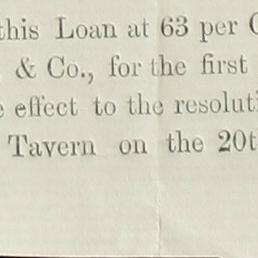 this Loan at 63 per
& Co., for the first
effect to the resoluti
Tavern on the 20t